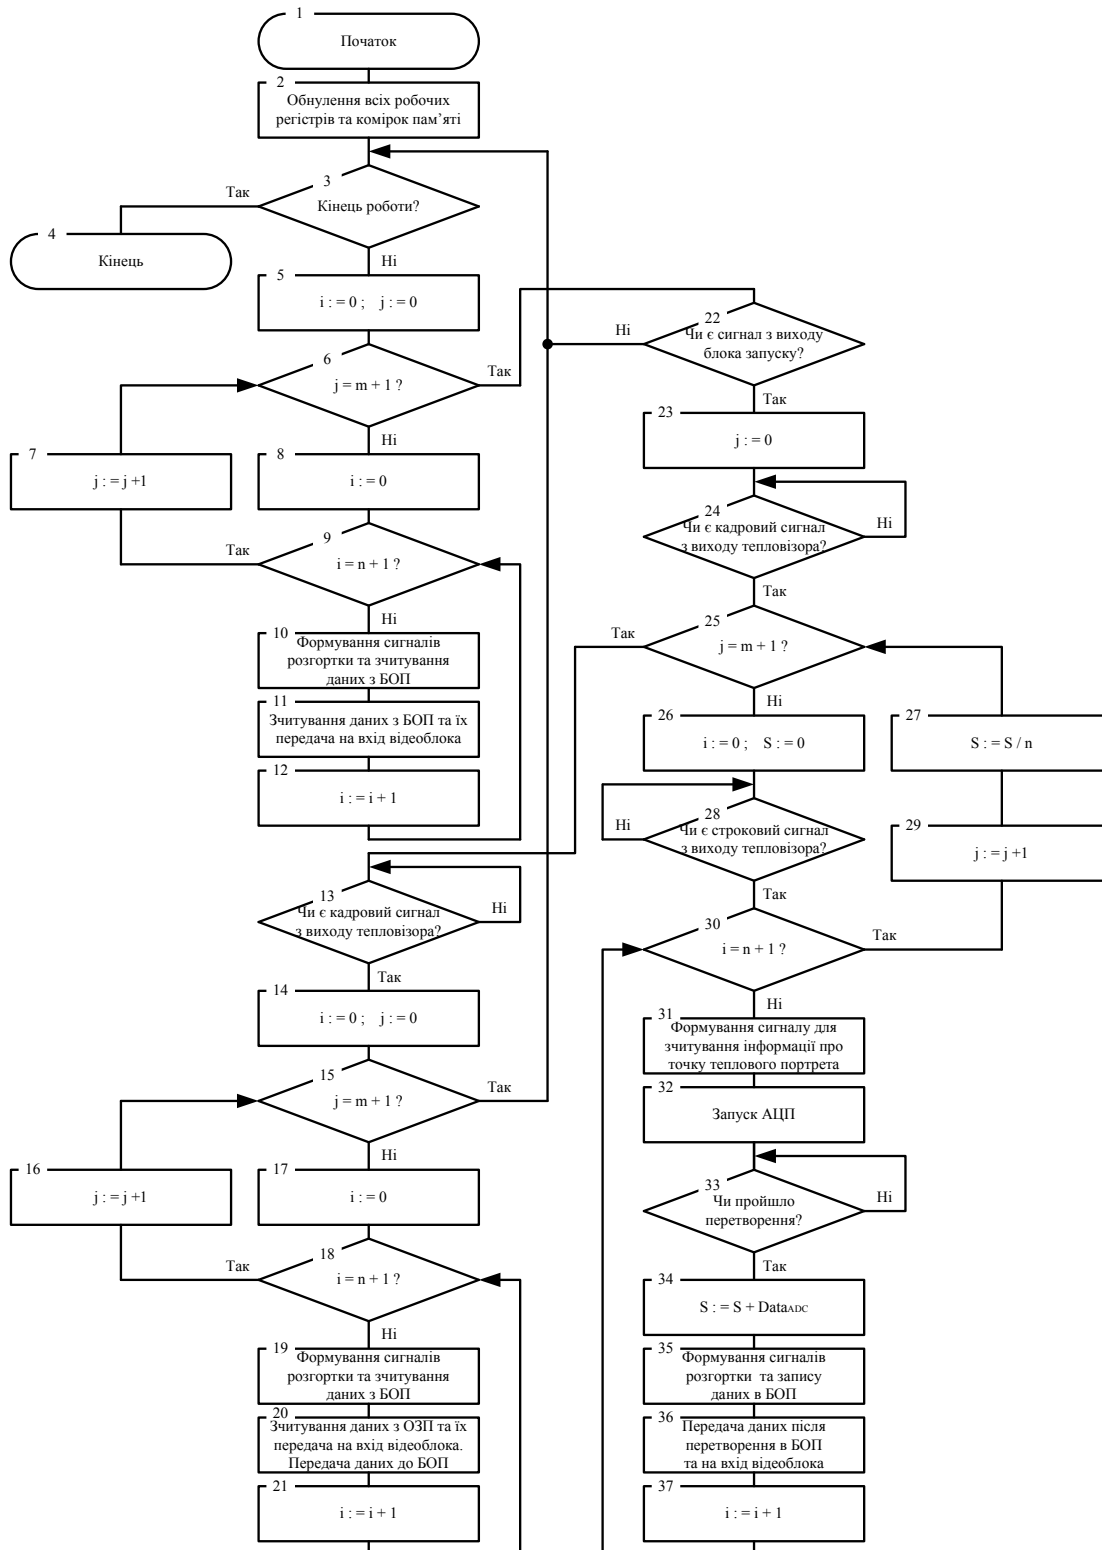 1
Початок
2
Обнулення всіх робочих
регістрів та комірок пам’яті
3
Кінець роботи?
Так
Ні
4
Кінець
5
i : = 0 ; j : = 0
6
j = m + 1 ?
Так
Ні
7
j : = j +1
8
i : = 0
9
i = n + 1 ?
Так
Ні
10
Формування сигналів
розгортки та зчитування
даних з БОП
11
Зчитування даних з БОП та їх
передача на вхід відеоблока
12
i : = i + 1
13
Чи є кадровий сигнал
з виходу тепловізора?
Ні
Так
14
i : = 0 ; j : = 0
15
j = m + 1 ?
Так
Ні
16
j : = j +1
17
i : = 0
18
i = n + 1 ?
Так
Ні
19
Формування сигналів
розгортки та зчитування
даних з БОП
20
Зчитування даних з ОЗП та їх
передача на вхід відеоблока.
Передача даних до БОП
21
i : = i + 1
22
Чи є сигнал з виходу
блока запуску?
Ні
Так
23
j : = 0
24
Чи є кадровий сигнал
з виходу тепловізора?
Ні
Так
25
j = m + 1 ?
Так
Ні
26
i : = 0 ; S : = 0
27
S : = S / n
28
Чи є строковий сигнал
з виходу тепловізора?
Ні
Так
29
j : = j +1
30
i = n + 1 ?
Так
Ні
31
Формування сигналу для
зчитування інформації про
точку теплового портрета
32
Запуск АЦП
33
Чи пройшло
перетворення?
Ні
Так
34
S : = S + DataADC
35
Формування сигналів
розгортки та запису
даних в БОП
36
Передача даних після
перетворення в БОП
та на вхід відеоблока
37
i : = i + 1